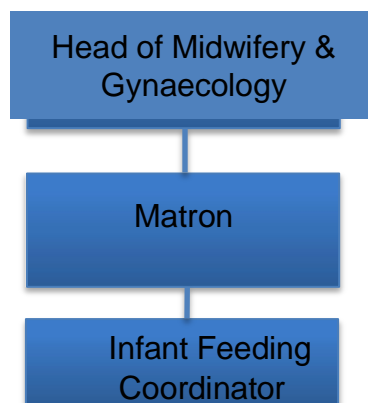 Head of Midwifery &
Gynaecology
Matron
Infant Feeding
Coordinator